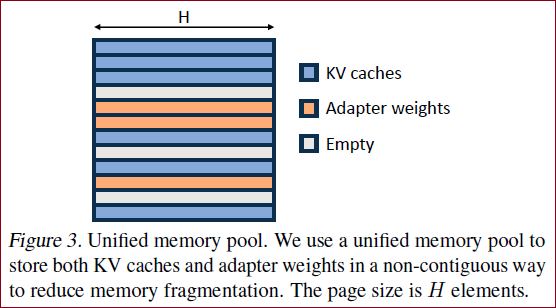 H
KV caches
Adapter weights
Empty
Figure 3. Unified memory pool. We use a unified memory pool to
store both KV caches and adapter weights in a non-contiguous way
to reduce memory fragmentation. The page size is H elements.